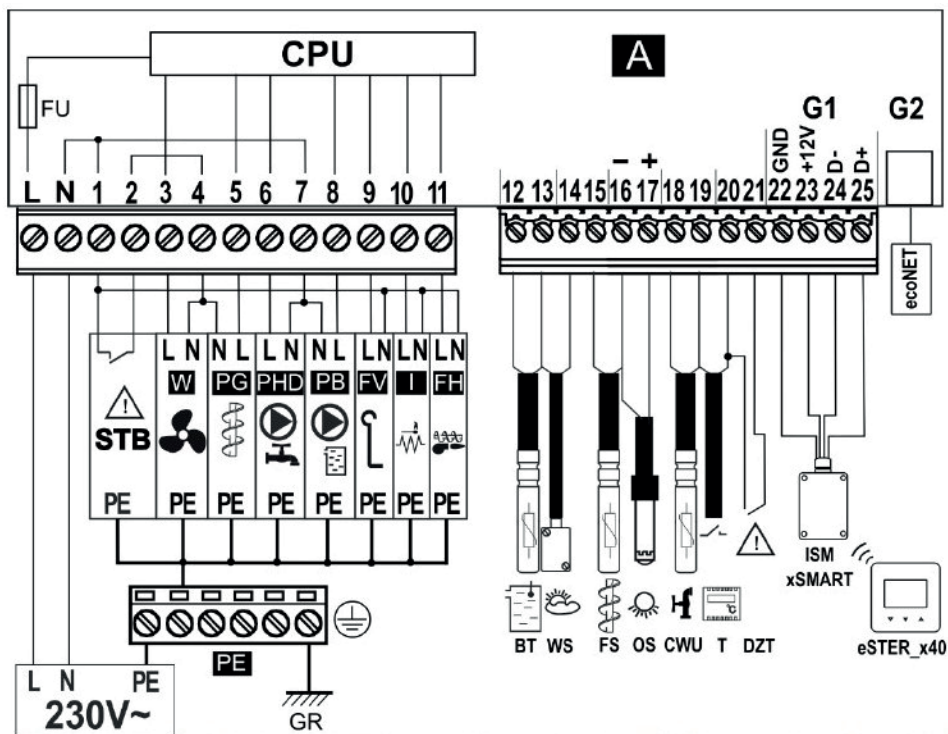 CPU
A
FU
G1
G2
GND
+12V
D-
D+
− +
L N 1 2 3 4 5 6 7 8 9 10 11
12 13 14 15 16 17 18 19 20 21 22 23 24 25
ecoNET
L N N L L N N L L N L N L N
W PG PHD PB FV I FH
STB
PE PE PE PE PE PE PE PE
ISM
xSMART
°C
BT WS FS OS CWU T DZT
eSTER_x40
PE
L N PE
230V~
GR